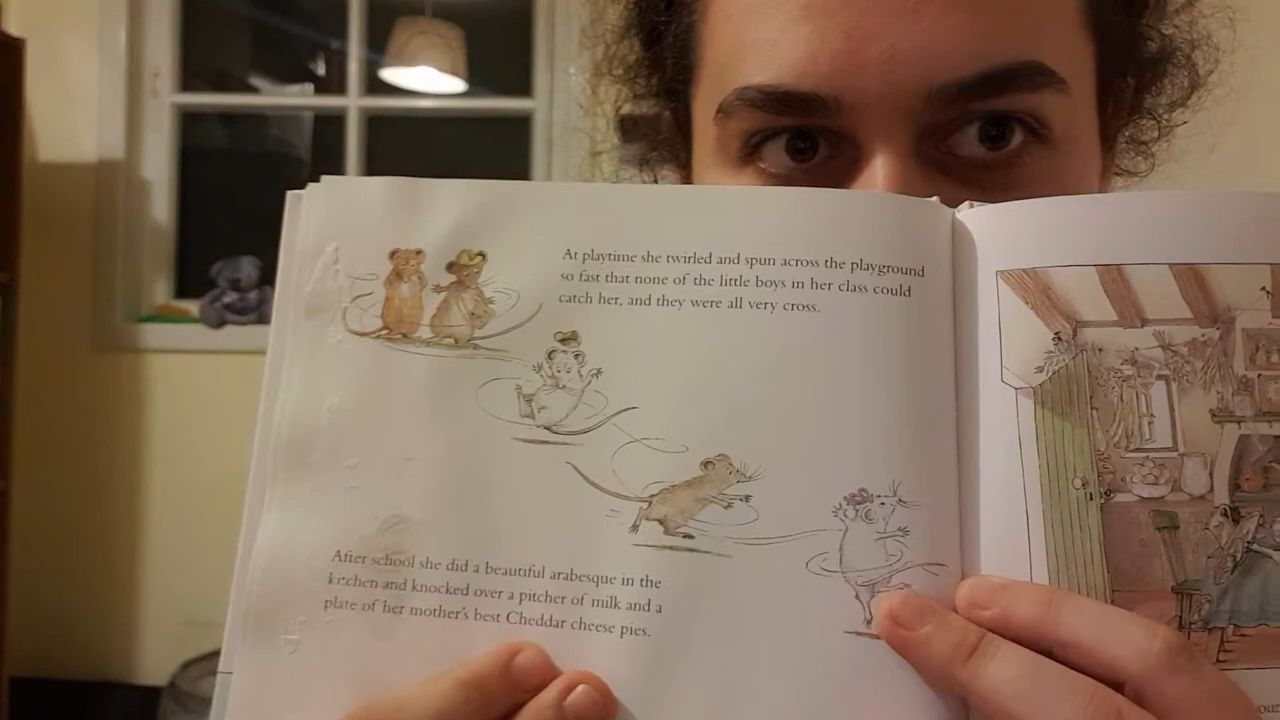 At playtime she twirled and spun across the playground
so fast that none of the little boys in her class could
catch her, and they were all very cross.
After school she did a beautiful arabesque in the
kitchen and knocked over a pitcher of milk and a
plate of her mother's best Cheddar cheese pies.